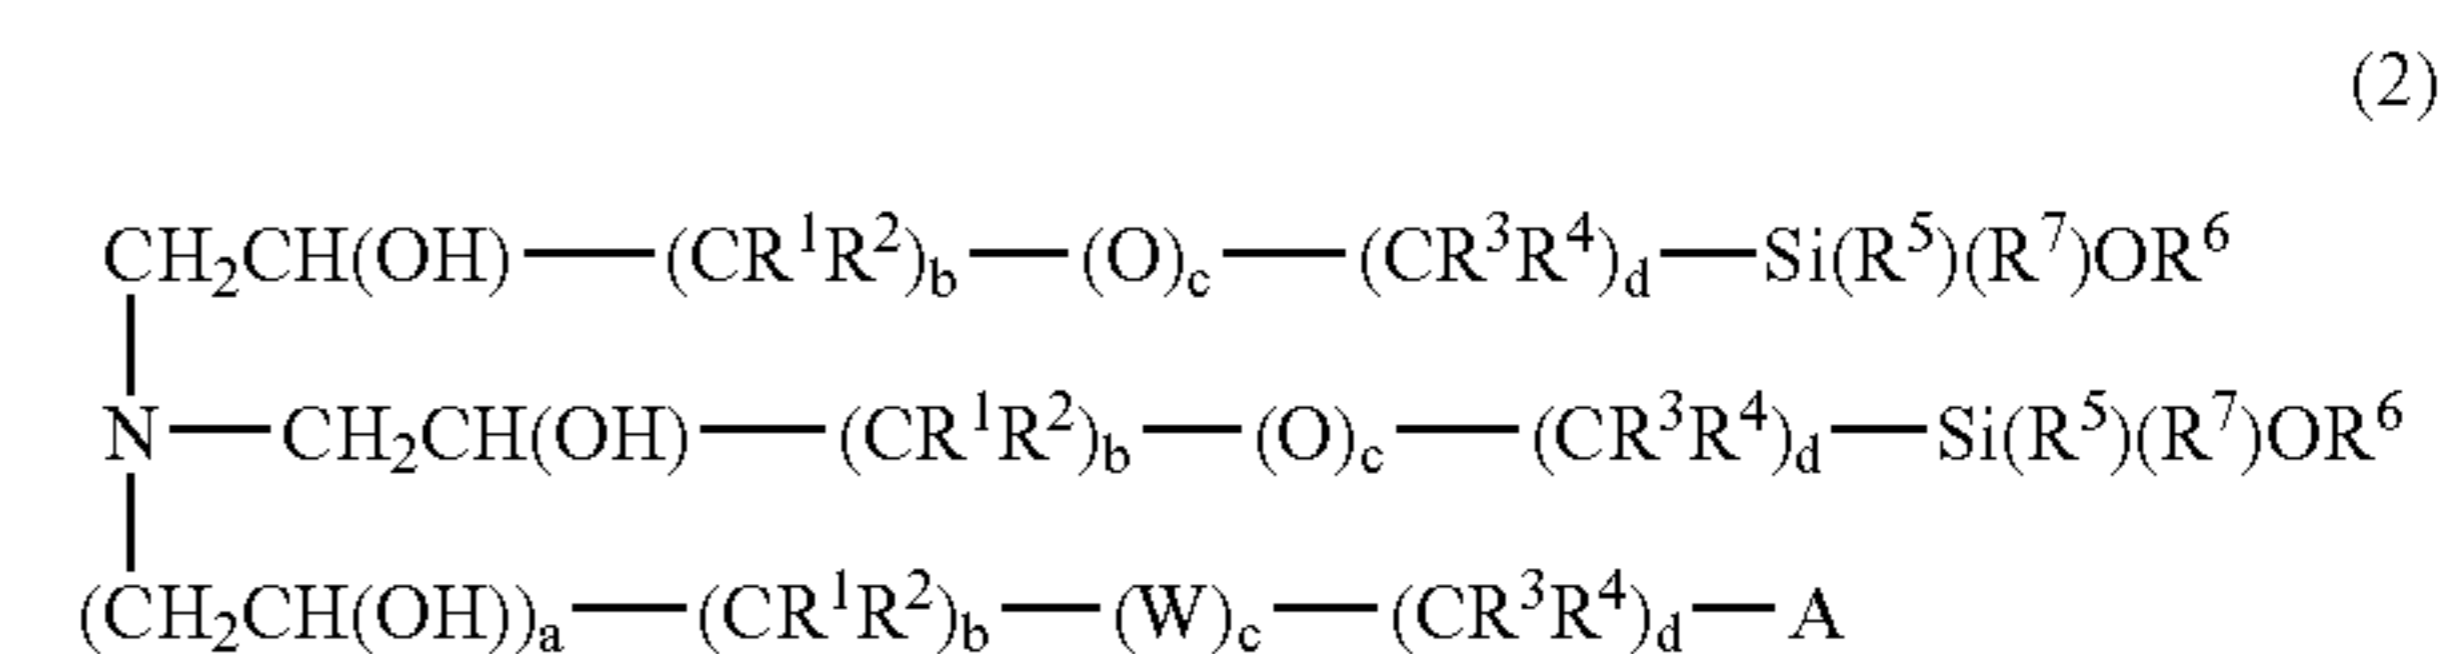 (2)
CH₂CH(OH)—(CR¹R²)b—(O)c—(CR³R⁴)d—Si(R⁵)(R⁷)OR⁶
N—CH₂CH(OH)—(CR¹R²)b—(O)c—(CR³R⁴)d—Si(R⁵)(R⁷)OR⁶
(CH₂CH(OH))a—(CR¹R²)b—(W)c—(CR³R⁴)d—A